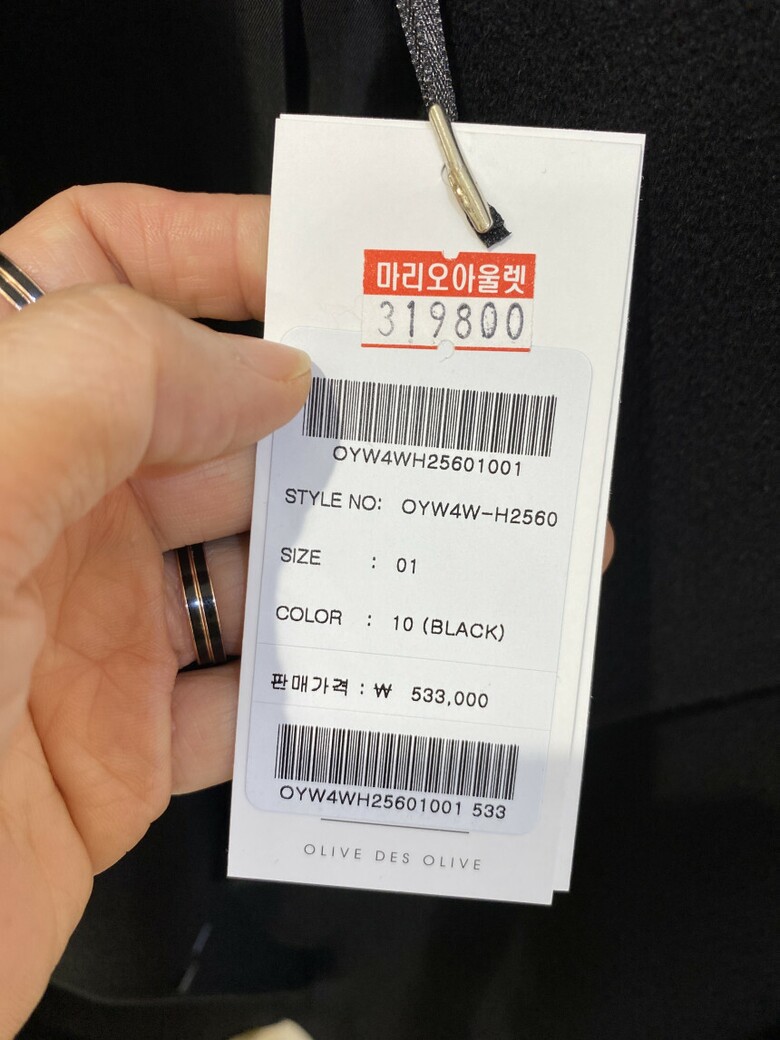 마리오아울렛
319800
OYW4WH25601001
STYLE NO: OYW4W-H2560
SIZE : 01
COLOR : 10 (BLACK)
판매가격 : ₩ 533,000
OYW4WH25601001 533
OLIVE DES OLIVE